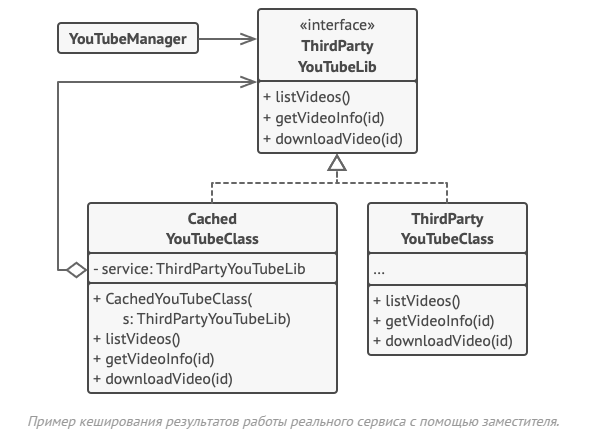 YouTubeManager
«interface»
ThirdParty
YouTubeLib
+ listVideos()
+ getVideoInfo(id)
+ downloadVideo(id)
Cached
YouTubeClass
- service: ThirdPartyYouTubeLib
+ CachedYouTubeClass(
s: ThirdPartyYouTubeLib)
+ listVideos()
+ getVideoInfo(id)
+ downloadVideo(id)
ThirdParty
YouTubeClass
...
+ listVideos()
+ getVideoInfo(id)
+ downloadVideo(id)
Пример кеширования результатов работы реального сервиса с помощью заместителя.